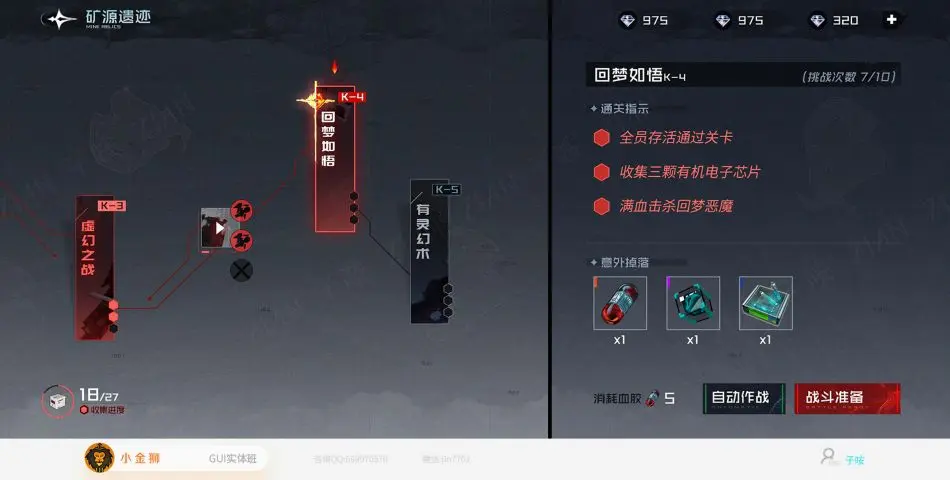 矿源遗迹
MINE RELICS
975
975
320
回梦如悟K-4
(挑战次数 7/10)
通关指示
全员存活通过关卡
收集三颗有机电子芯片
满血击杀回梦恶魔
K-4
回梦如悟
K-3
虚幻之战
K-5
有灵幻术
意外掉落
x1
x1
x1
18/27
收集进度
消耗血胶
5
自动作战
战斗准备
小金狮
GUI实体班
子吰